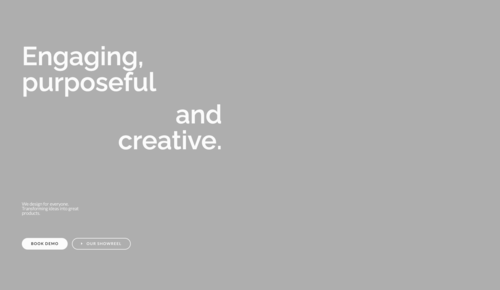 Engaging,
purposeful
and
creative.
We design for everyone.
Transforming ideas into great
products.
BOOK DEMO
OUR SHOWREEL